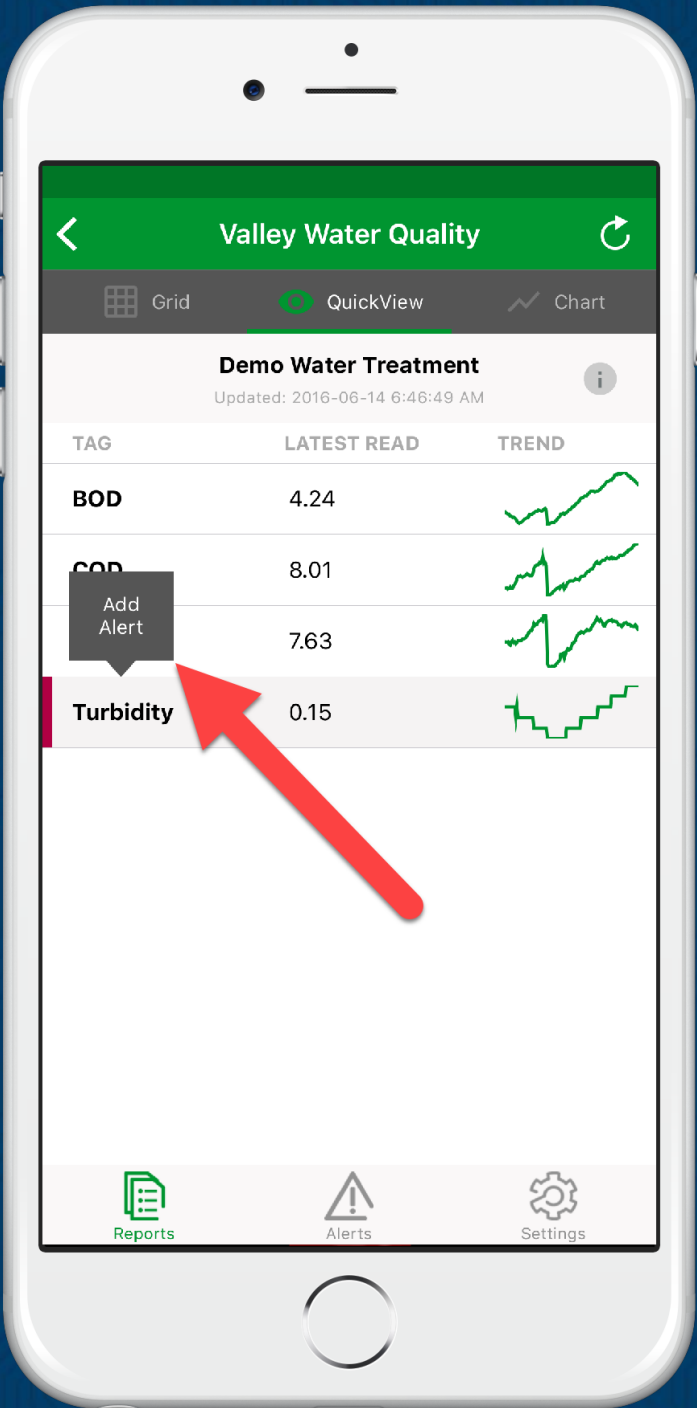 Valley Water Quality
Grid QuickView Chart
Demo Water Treatment
Updated: 2016-06-14 6:46:49 AM
TAG LATEST READ TREND
BOD 4.24
COD 8.01
Add
Alert
7.63
Turbidity 0.15
Reports Alerts Settings